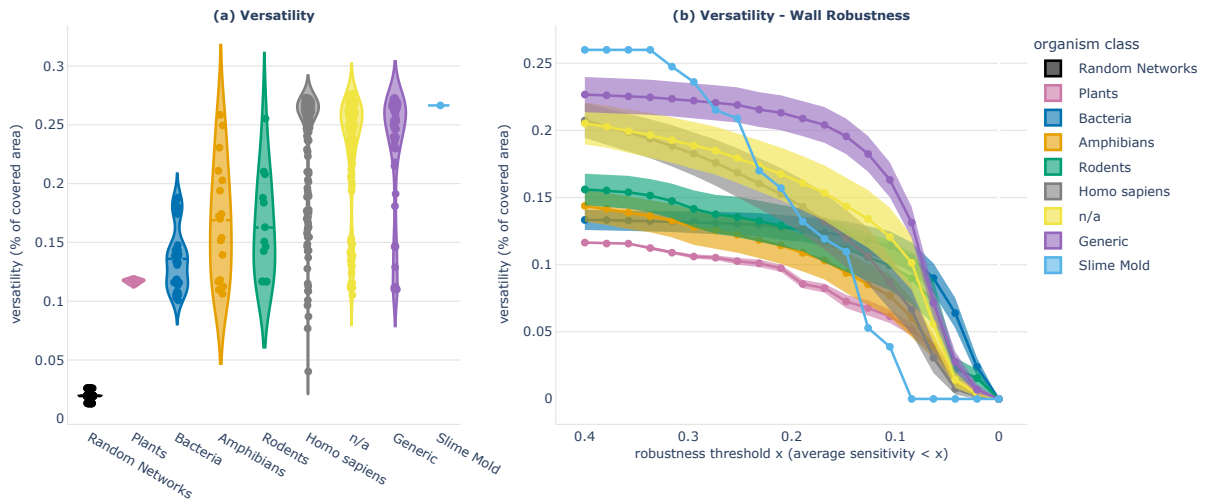 (a) Versatility
versatility (% of covered area)
0.3
0.25
0.2
0.15
0.1
0.05
0
Random Networks
Plants
Bacteria
Amphibians
Rodents
Homo sapiens
n/a
Generic
Slime Mold
(b) Versatility - Wall Robustness
versatility (% of covered area)
0.25
0.2
0.15
0.1
0.05
0
0.4
0.3
0.2
0.1
0
robustness threshold x (average sensitivity < x)
organism class
Random Networks
Plants
Bacteria
Amphibians
Rodents
Homo sapiens
n/a
Generic
Slime Mold